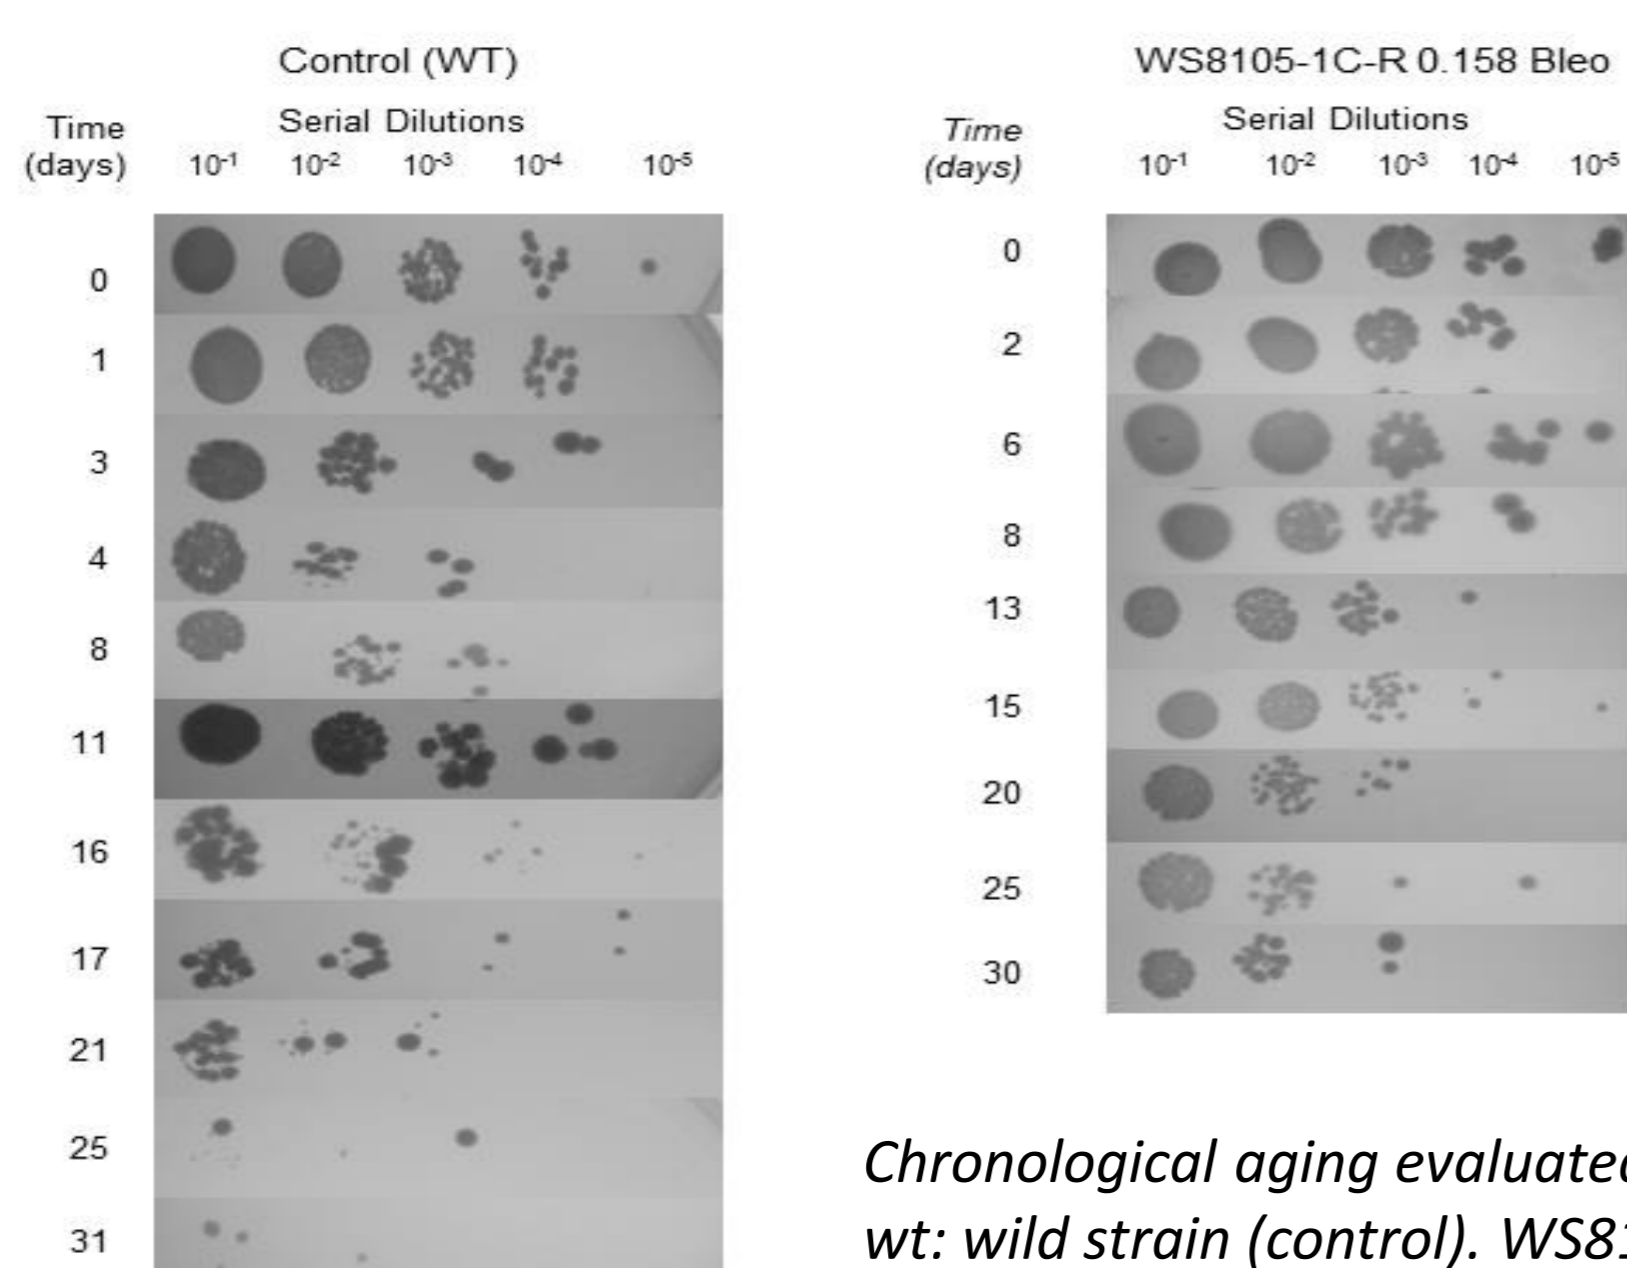 Control (WT)
Time
(days)
Serial Dilutions
10⁻¹ 10⁻² 10⁻³ 10⁻⁴ 10⁻⁵
0
1
3
4
8
11
16
17
21
25
31
WS8105-1C-R 0.158 Bleo
Time
(days)
Serial Dilutions
10⁻¹ 10⁻² 10⁻³ 10⁻⁴ 10⁻⁵
0
2
6
8
13
15
20
25
30
Chronological aging evaluated
wt: wild strain (control). WS81